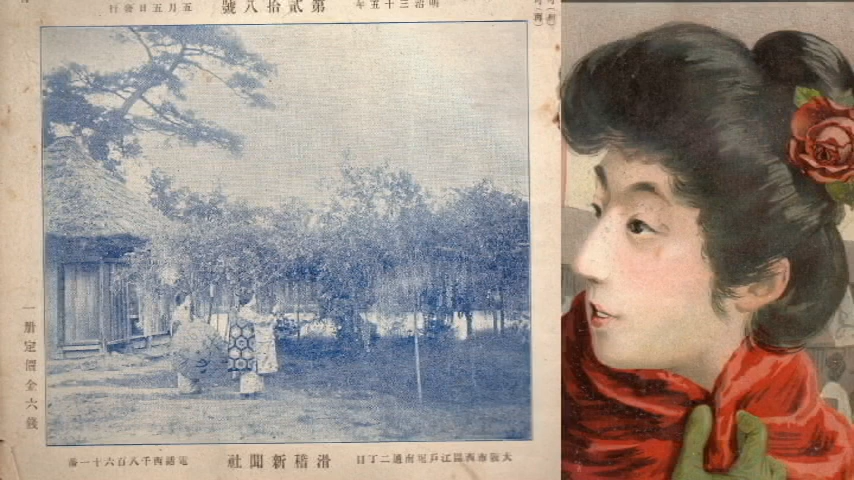 明治三十五年 第貳拾八號 五月五日發行
一册定價金六錢
大阪市西區江戶堀南通二丁目 滑稽新聞社 電話西千八百六十一番